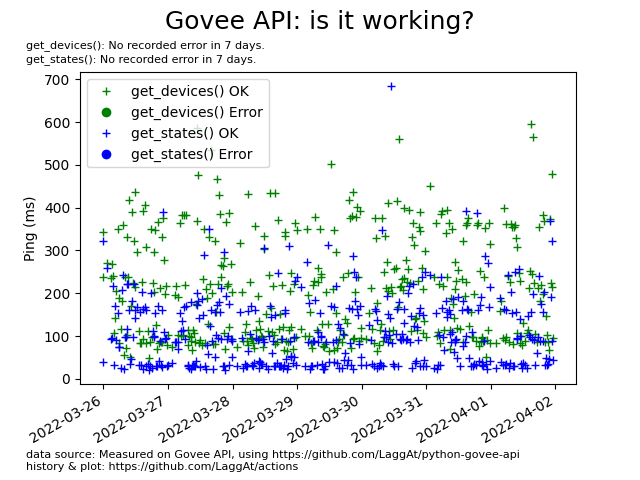 Govee API: is it working?
get_devices(): No recorded error in 7 days.
get_states(): No recorded error in 7 days.
700
600
500
400
300
200
100
0
Ping (ms)
get_devices() OK
get_devices() Error
get_states() OK
get_states() Error
2022-03-26
2022-03-27
2022-03-28
2022-03-29
2022-03-30
2022-03-31
2022-04-01
2022-04-02
data source: Measured on Govee API, using https://github.com/LaggAt/python-govee-api
history & plot: https://github.com/LaggAt/actions